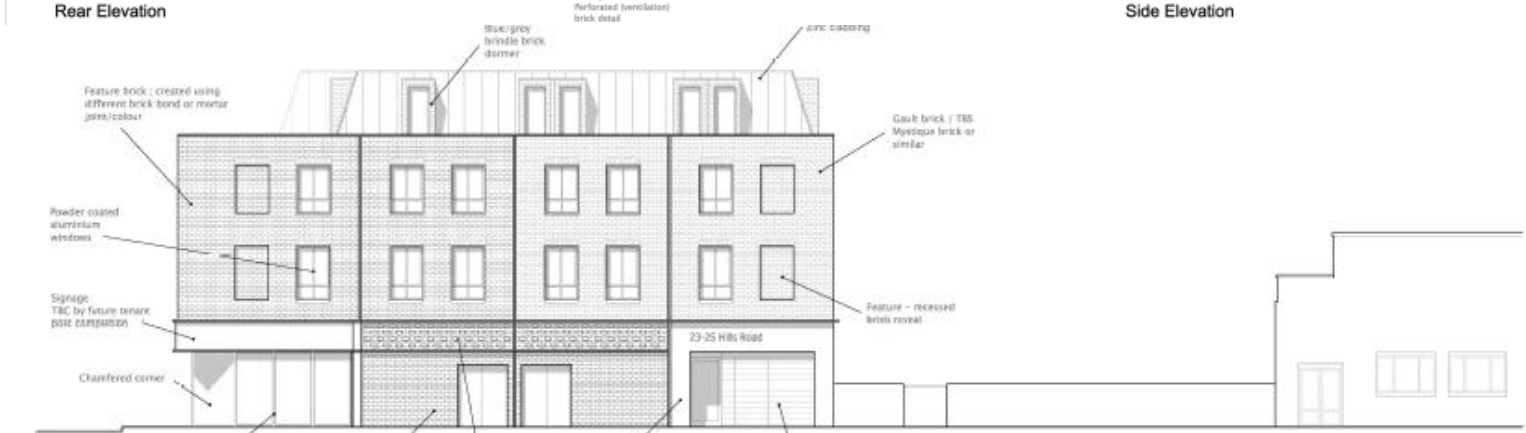 Rear Elevation
Perforated (ventilation)
brick detail
Side Elevation
Blue/grey
brindle brick
dormer
Zinc cladding
Feature brick : created using
different brick bond or mortar
joint/colour
Gault brick / TBS
Mystique brick or
similar
Powder coated
aluminium
windows
Signage
TBC by future tenant
post completion
Feature - recessed
brick reveal
23-25 Hills Road
Chamfered corner